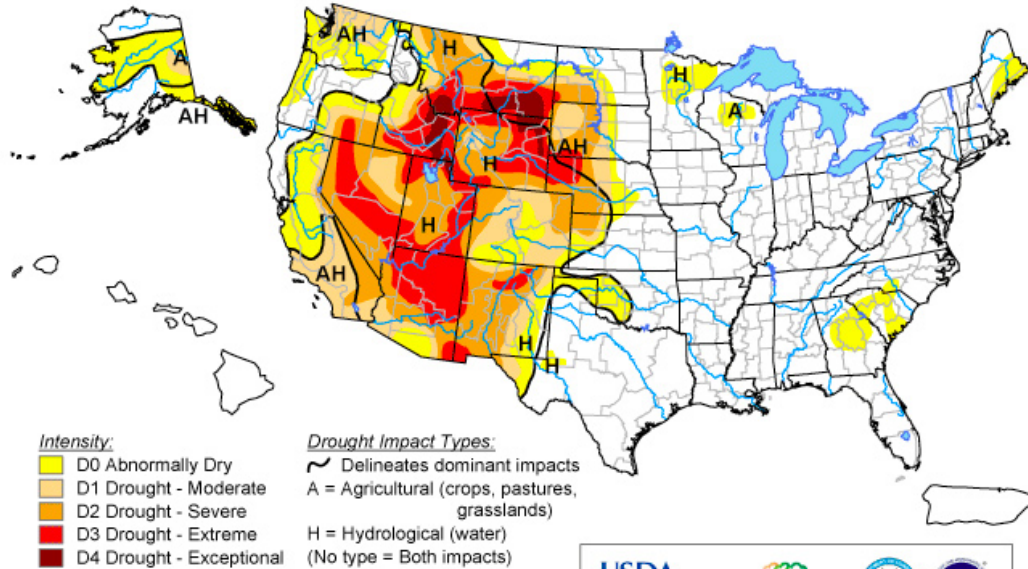 AH
H
A
AH
H
A
AH
H
H
AH
H
H
Intensity:
D0 Abnormally Dry
D1 Drought - Moderate
D2 Drought - Severe
D3 Drought - Extreme
D4 Drought - Exceptional
Drought Impact Types:
Delineates dominant impacts
A = Agricultural (crops, pastures,
grasslands)
H = Hydrological (water)
(No type = Both impacts)
USDA